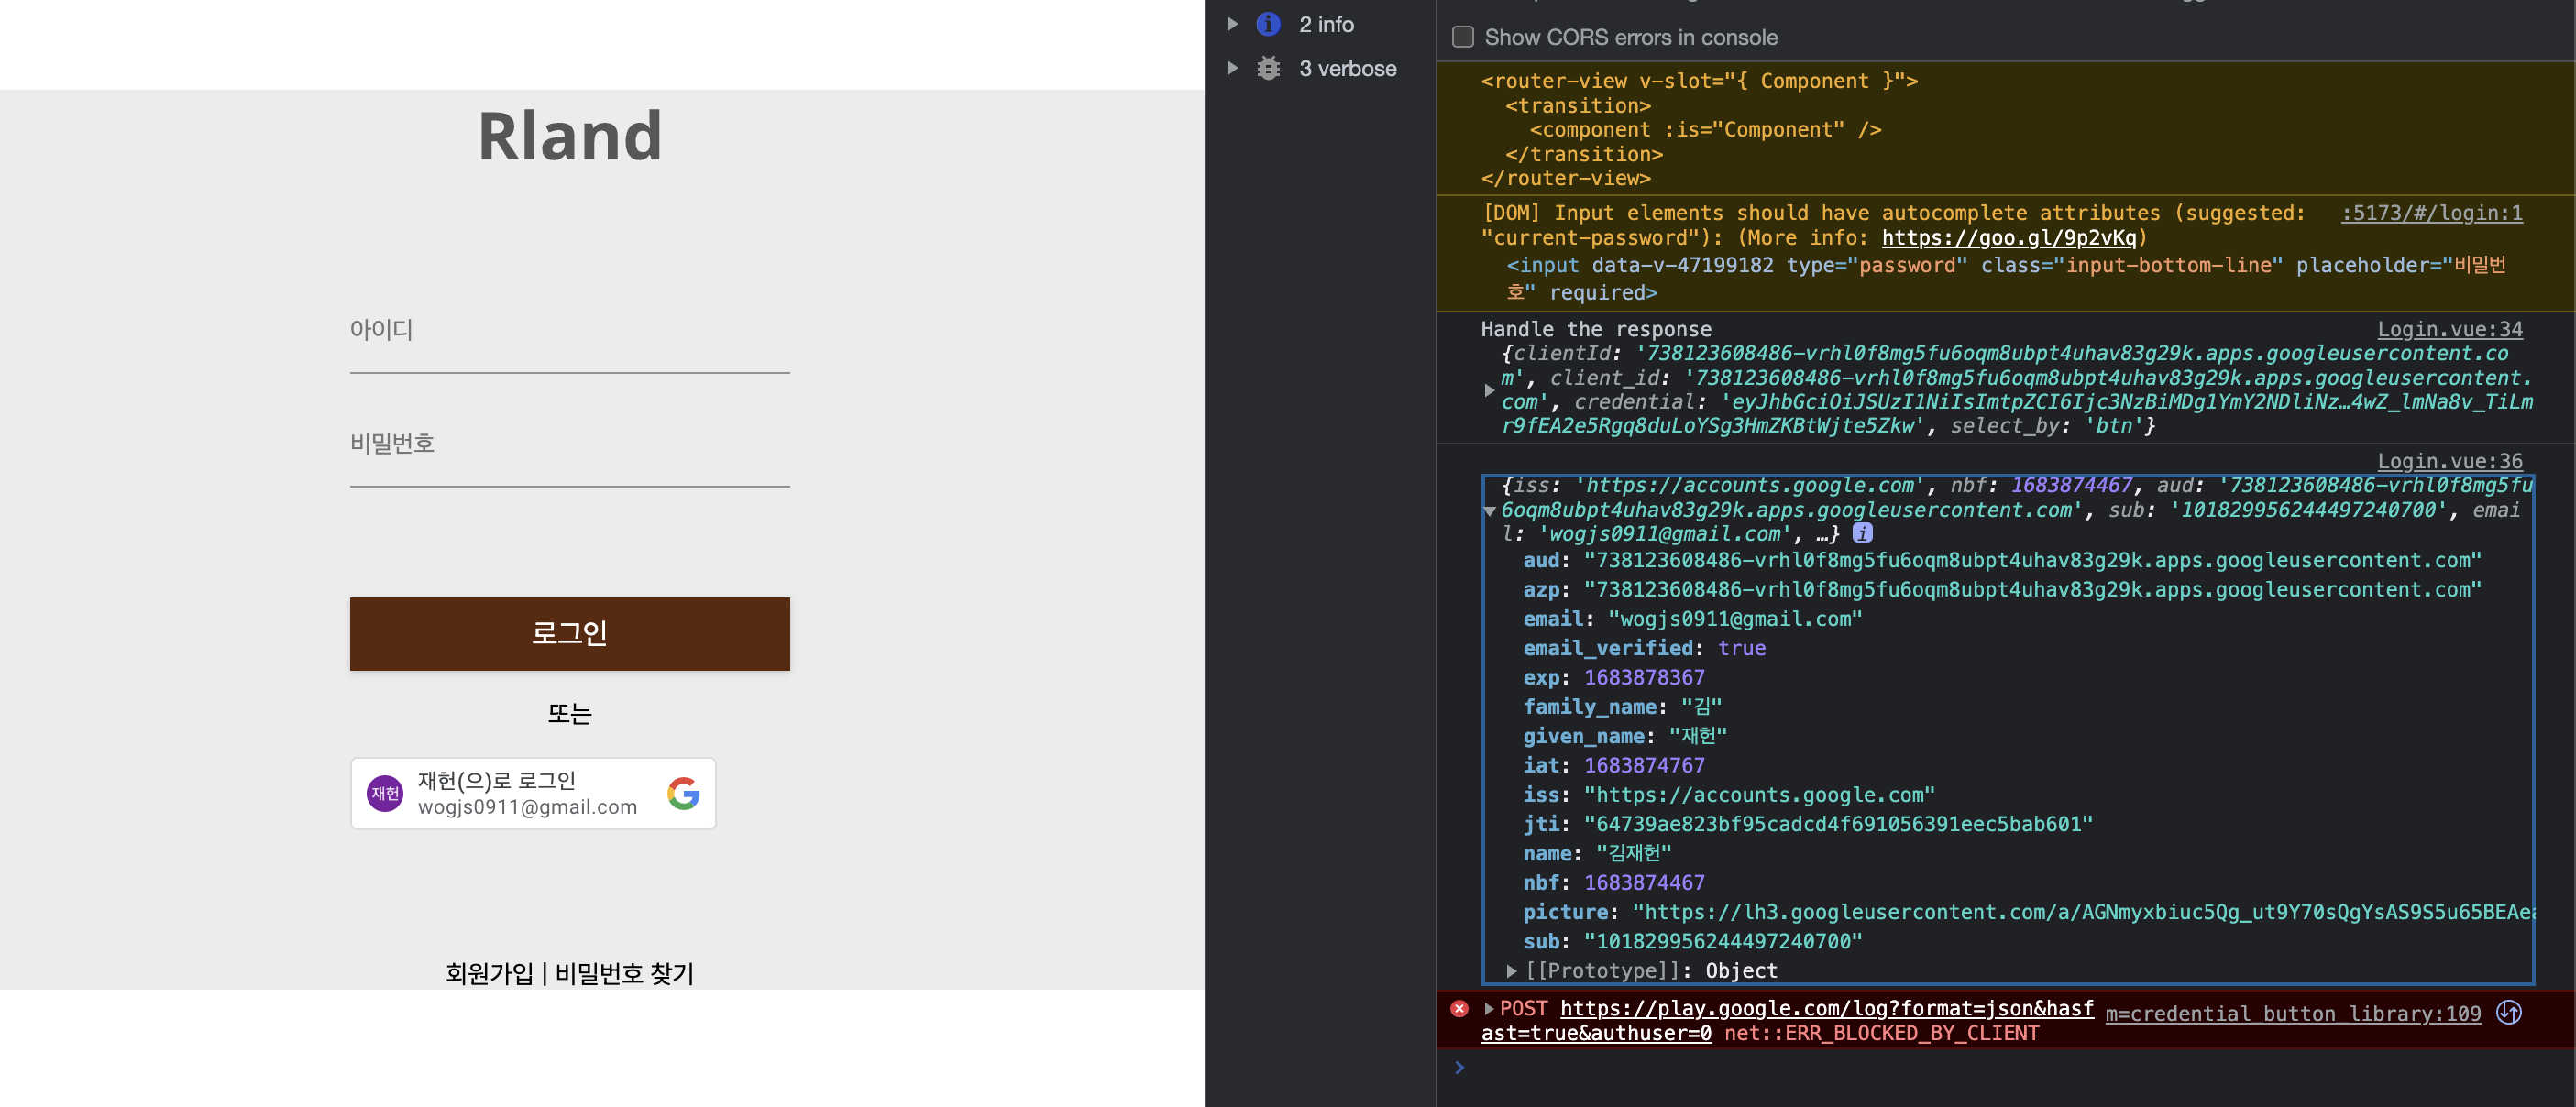 Rland
아이디
비밀번호
로그인
또는
재헌
재헌(으)로 로그인
wogjs0911@gmail.com
회원가입 | 비밀번호 찾기
2 info
3 verbose
Show CORS errors in console
<router-view v-slot="{ Component }">
<transition>
<component :is="Component" />
</transition>
</router-view>
[DOM] Input elements should have autocomplete attributes (suggested: :5173/#/login:1
"current-password"): (More info: https://goo.gl/9p2vKq)
<input data-v-47199182 type="password" class="input-bottom-line" placeholder="비밀번
호" required>
Handle the response Login.vue:34
{clientId: '738123608486-vrhl0f8mg5fu6oqm8ubpt4uhav83g29k.apps.googleusercontent.co
m', client_id: '738123608486-vrhl0f8mg5fu6oqm8ubpt4uhav83g29k.apps.googleusercontent.
com', credential: 'eyJhbGciOiJSUzI1NiIsImtpZCI6Ijc3NzBiMDg1YmY2NDliNz…4wZ_lmNa8v_TiLm
r9fEA2e5Rgq8duLoYSg3HmZKBtWjte5Zkw', select_by: 'btn'}
Login.vue:36
{iss: 'https://accounts.google.com', nbf: 1683874467, aud: '738123608486-vrhl0f8mg5fu
6oqm8ubpt4uhav83g29k.apps.googleusercontent.com', sub: '101829956244497240700', emai
l: 'wogjs0911@gmail.com', …}
aud: "738123608486-vrhl0f8mg5fu6oqm8ubpt4uhav83g29k.apps.googleusercontent.com"
azp: "738123608486-vrhl0f8mg5fu6oqm8ubpt4uhav83g29k.apps.googleusercontent.com"
email: "wogjs0911@gmail.com"
email_verified: true
exp: 1683878367
family_name: "김"
given_name: "재헌"
iat: 1683874767
iss: "https://accounts.google.com"
jti: "64739ae823bf95cadcd4f691056391eec5bab601"
name: "김재헌"
nbf: 1683874467
picture: "https://lh3.googleusercontent.com/a/AGNmyxbiuc5Qg_ut9Y70sQgYsAS9S5u65BEAea
sub: "101829956244497240700"
[[Prototype]]: Object
POST https://play.google.com/log?format=json&hasf m=credential_button_library:109
ast=true&authuser=0 net::ERR_BLOCKED_BY_CLIENT